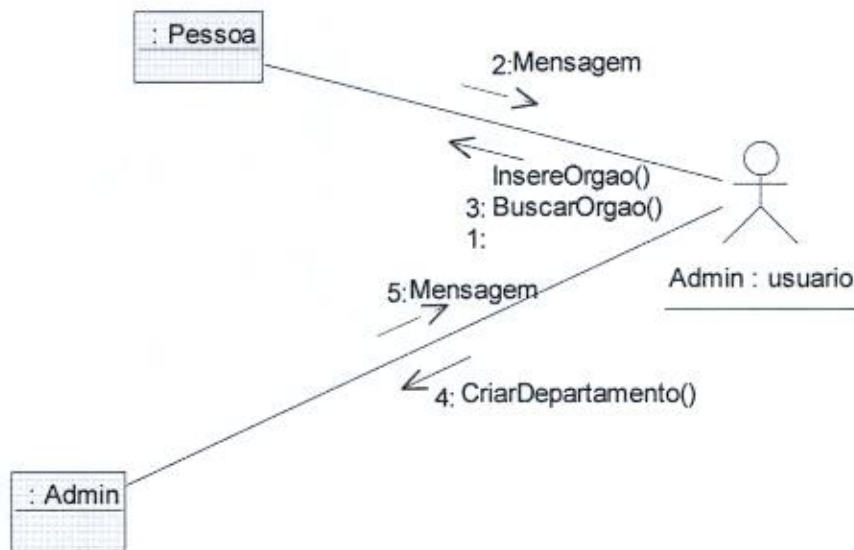 : Pessoa
2:Mensagem
InsereOrgao()
3: BuscarOrgao()
1:
Admin : usuario
5:Mensagem
4: CriarDepartamento()
: Admin